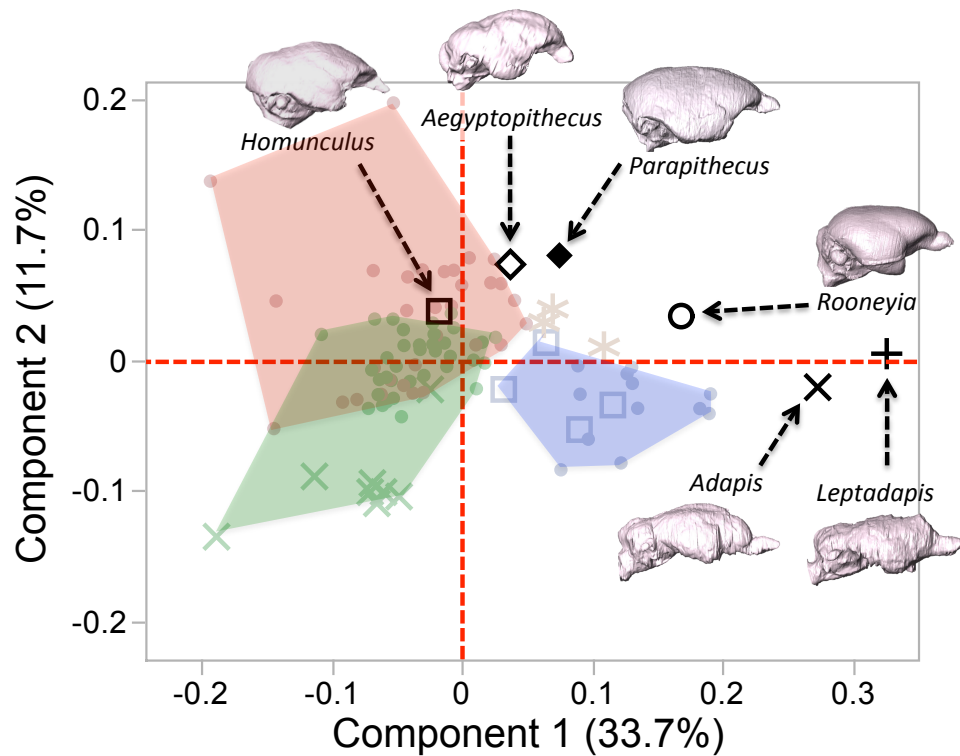 0.2
0.1
0
-0.1
-0.2
Component 2 (11.7%)
Homunculus
Aegyptopithecus
Parapithecus
Rooneyia
Adapis
Leptadapis
-0.2
-0.1
0
0.1
0.2
0.3
Component 1 (33.7%)